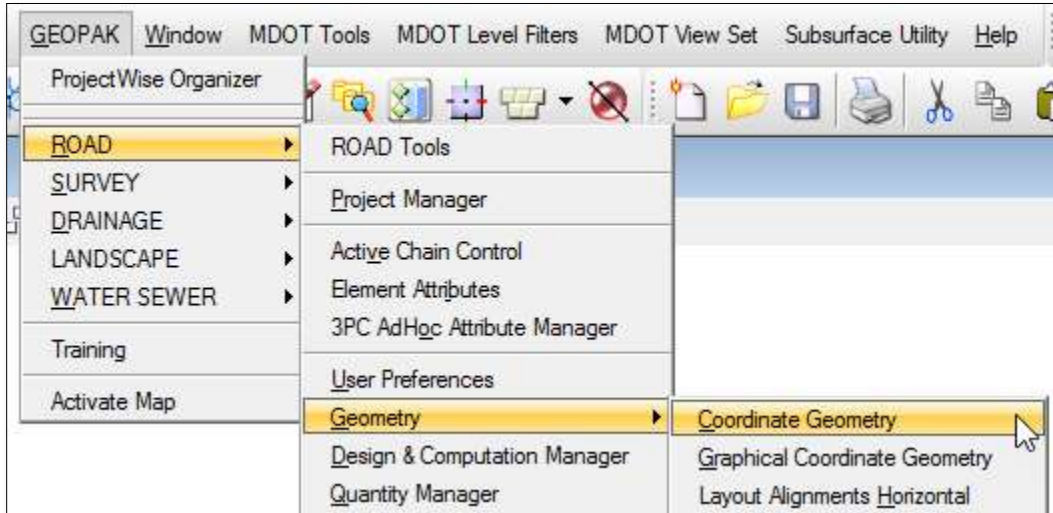 GEOPAK Window MDOT Tools MDOT Level Filters MDOT View Set Subsurface Utility Help
ProjectWise Organizer
ROAD
SURVEY
DRAINAGE
LANDSCAPE
WATER SEWER
Training
Activate Map
ROAD Tools
Project Manager
Active Chain Control
Element Attributes
3PC AdHoc Attribute Manager
User Preferences
Geometry
Design & Computation Manager
Quantity Manager
Coordinate Geometry
Graphical Coordinate Geometry
Layout Alignments Horizontal